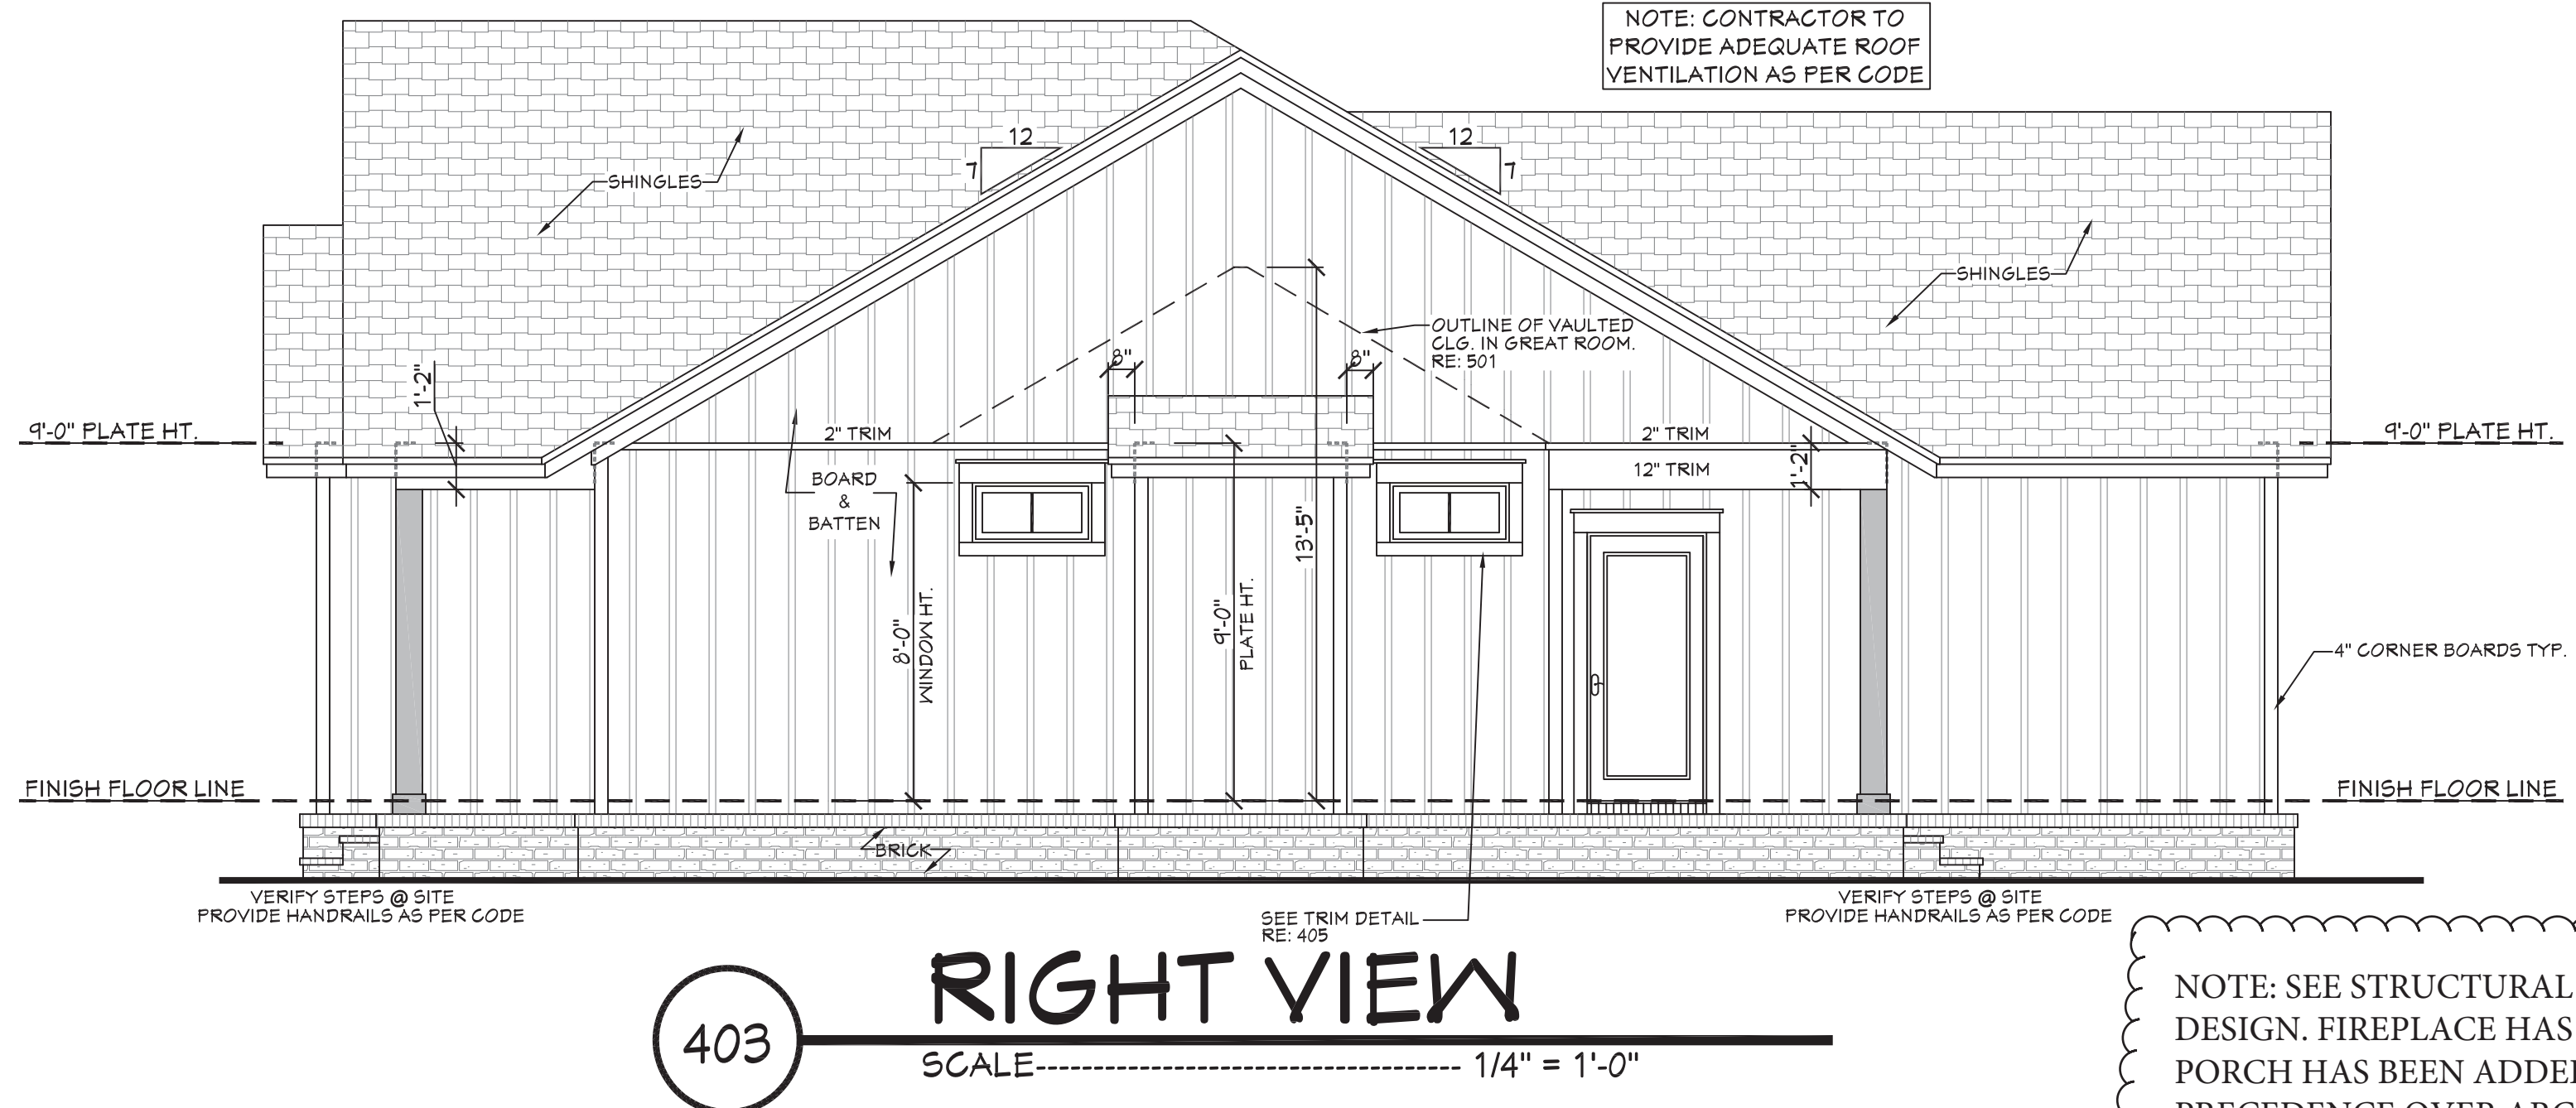 NOTE: CONTRACTOR TO
PROVIDE ADEQUATE ROOF
VENTILATION AS PER CODE
12
7
12
7
SHINGLES
SHINGLES
OUTLINE OF VAULTED
CLG. IN GREAT ROOM.
RE: 501
8"
8"
1'-2"
9'-0" PLATE HT.
2" TRIM
2" TRIM
9'-0" PLATE HT.
12" TRIM
1'-2"
BOARD
&
BATTEN
13'-5"
8'-0"
WINDOW HT.
9'-0"
PLATE HT.
4" CORNER BOARDS TYP.
FINISH FLOOR LINE
FINISH FLOOR LINE
BRICK
VERIFY STEPS @ SITE
PROVIDE HANDRAILS AS PER CODE
VERIFY STEPS @ SITE
PROVIDE HANDRAILS AS PER CODE
SEE TRIM DETAIL
RE: 405
403
RIGHT VIEW
SCALE------------------------------------ 1/4" = 1'-0"
NOTE: SEE STRUCTURAL
DESIGN. FIREPLACE HAS
PORCH HAS BEEN ADDE